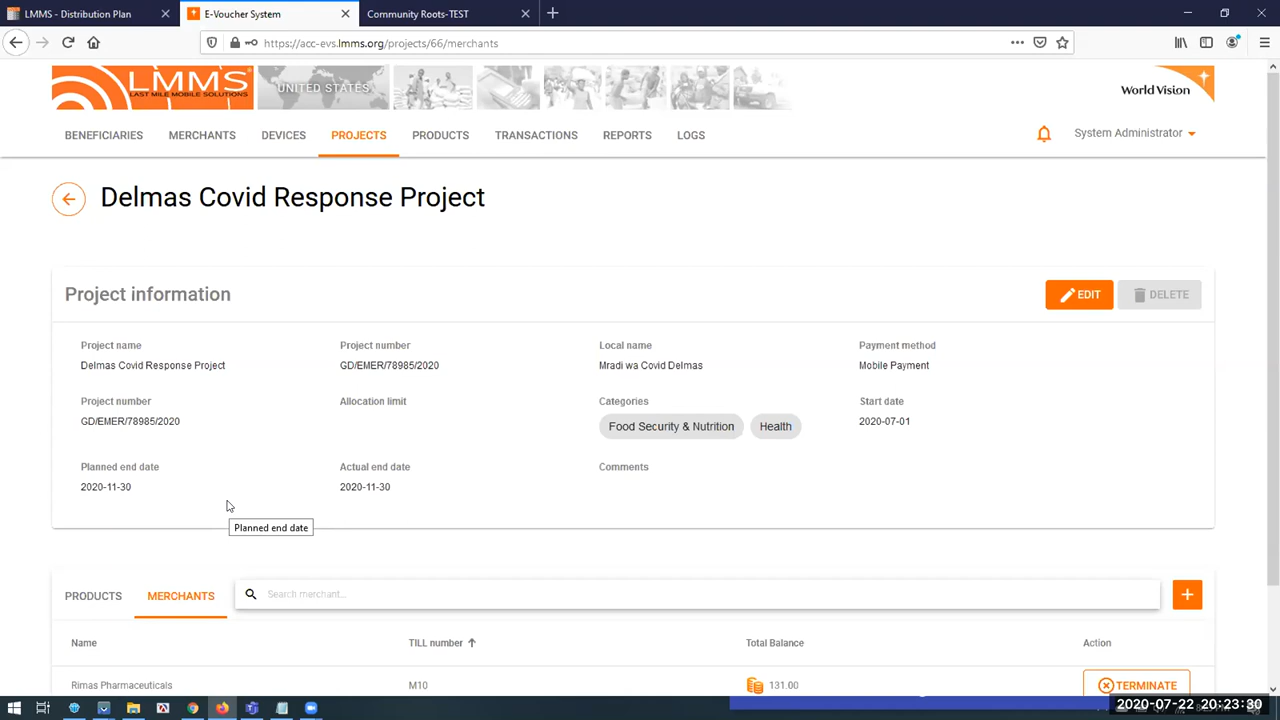 LMMS - Distribution Plan
E-Voucher System
Community Roots-TEST
https://acc-evs.lmms.org/projects/66/merchants
LMMS
LAST MILE MOBILE SOLUTIONS
UNITED STATES
World Vision
BENEFICIARIES MERCHANTS DEVICES PROJECTS PRODUCTS TRANSACTIONS REPORTS LOGS
System Administrator
Delmas Covid Response Project
Project information
EDIT
DELETE
Project name Project number Local name Payment method
Delmas Covid Response Project GD/EMER/78985/2020 Mradi wa Covid Delmas Mobile Payment
Project number Allocation limit Categories Start date
GD/EMER/78985/2020 Food Security & Nutrition Health 2020-07-01
Planned end date Actual end date Comments
2020-11-30 2020-11-30
Planned end date
PRODUCTS MERCHANTS Search merchant...
Name TILL number Total Balance Action
Rimas Pharmaceuticals M10 131.00 TERMINATE
2020-07-22 20:23:30